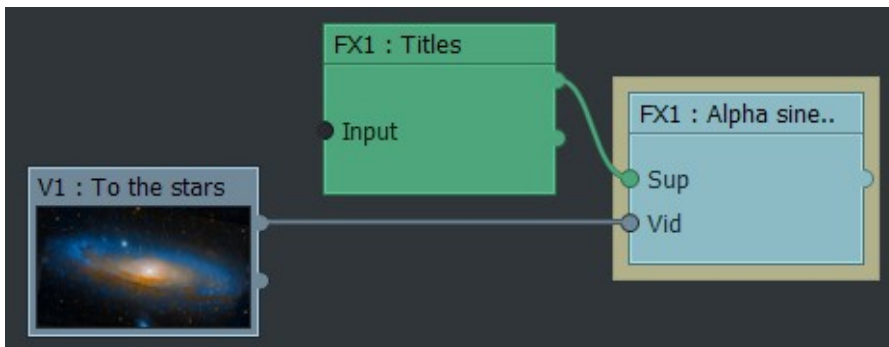 FX1 : Titles
Input
FX1 : Alpha sine..
Sup
Vid
V1 : To the stars